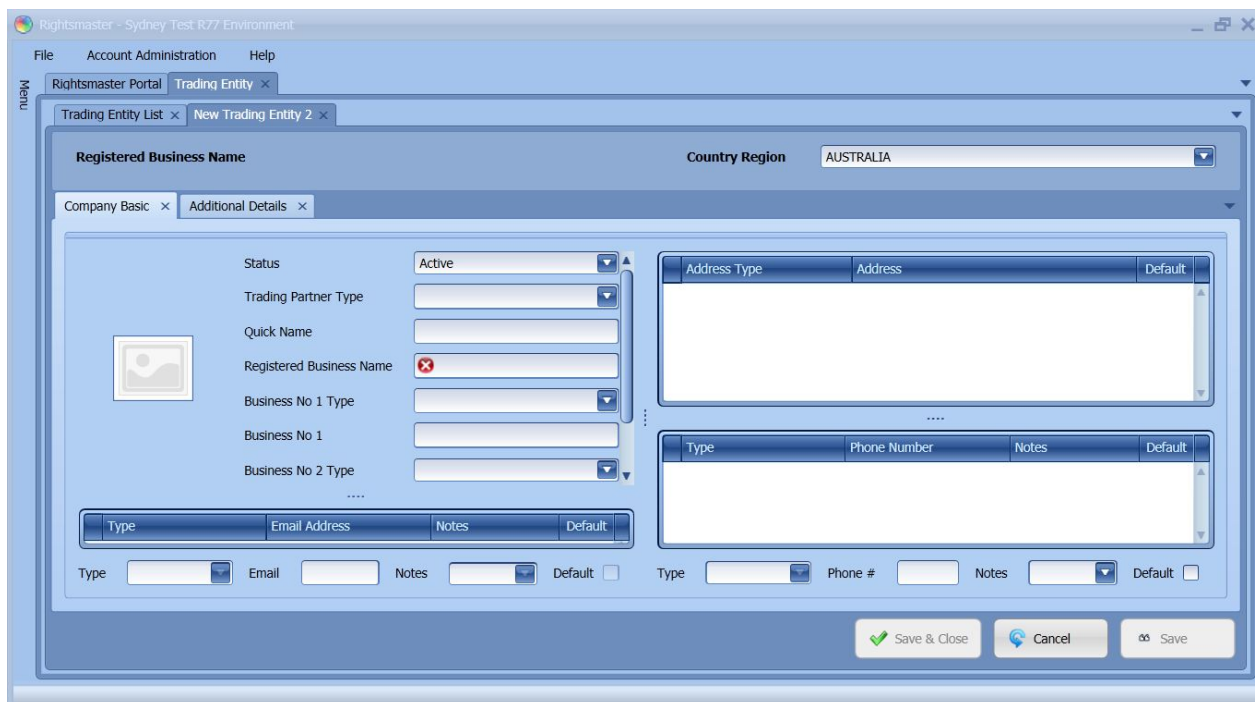 Rightsmaster - Sydney Test R77 Environment
File Account Administration Help
Menu
Rightsmaster Portal Trading Entity
Trading Entity List New Trading Entity 2
Registered Business Name Country Region AUSTRALIA
Company Basic Additional Details
Status Active
Trading Partner Type
Quick Name
Registered Business Name
Business No 1 Type
Business No 1
Business No 2 Type
Address Type Address Default
Type Phone Number Notes Default
Type Email Address Notes Default
Type Email Notes Default
Type Phone # Notes Default
Save & Close Cancel Save